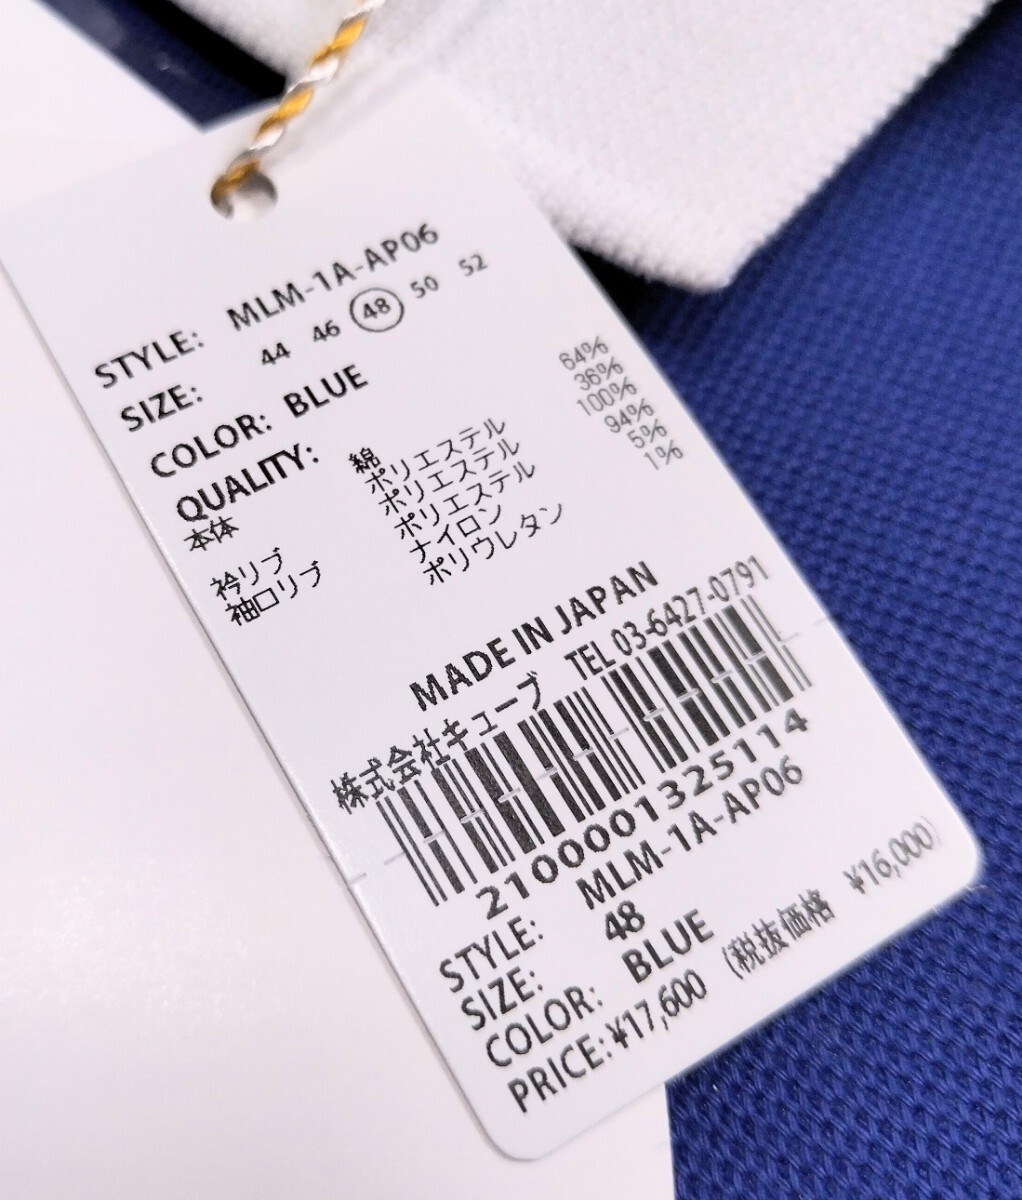 STYLE: MLM-1A-AP06
SIZE: 44 46 48 50 52
COLOR: BLUE
QUALITY:
本体 綿 64%
ポリエステル 36%
衿リブ ポリエステル 100%
袖口リブ ポリエステル 94%
ナイロン 5%
ポリウレタン 1%
MADE IN JAPAN
株式会社キューブ TEL 03-6427-0791
2100001325114
STYLE: MLM-1A-AP06
SIZE: 48
COLOR: BLUE
PRICE: ¥17,600 (税抜価格 ¥16,000)